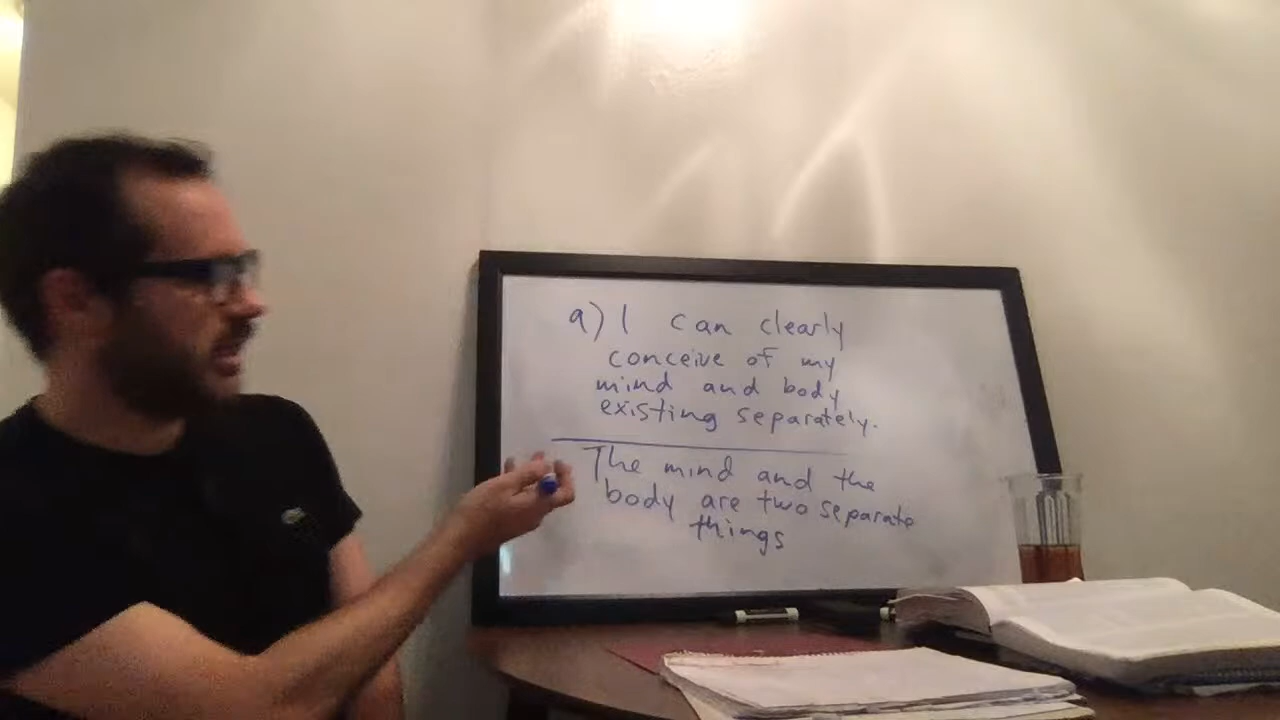 a) I can clearly
conceive of my
mind and body
existing separately.
The mind and the
body are two separate
things